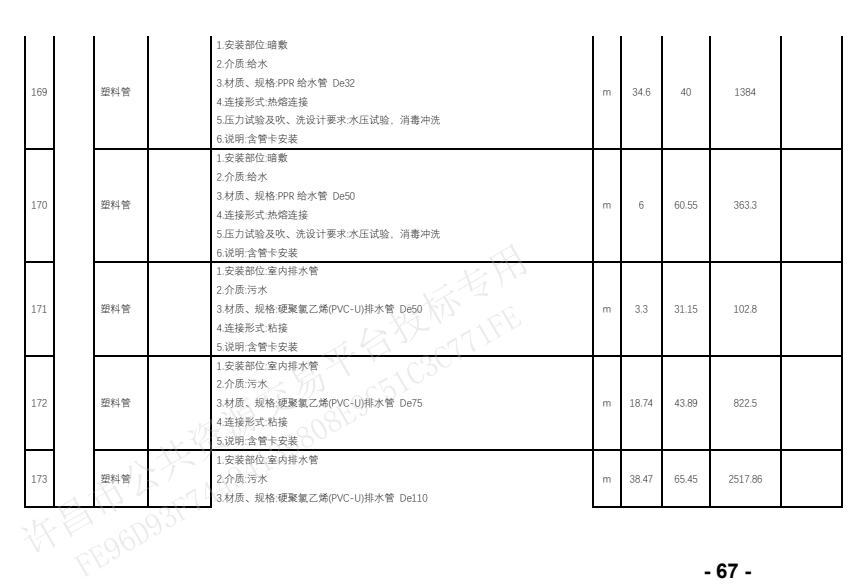 1.安装部位:暗敷
2.介质:给水
3.材质、规格:PPR 给水管 De32
169 塑料管 m 34.6 40 1384
4.连接形式:热熔连接
5.压力试验及吹、洗设计要求:水压试验，消毒冲洗
6.说明:含管卡安装
1.安装部位:暗敷
2.介质:给水
3.材质、规格:PPR 给水管 De50
170 塑料管 m 6 60.55 363.3
4.连接形式:热熔连接
5.压力试验及吹、洗设计要求:水压试验，消毒冲洗
6.说明:含管卡安装
1.安装部位:室内排水管
2.介质:污水
171 塑料管 3.材质、规格:硬聚氯乙烯(PVC-U)排水管 De50 m 3.3 31.15 102.8
4.连接形式:粘接
5.说明:含管卡安装
1.安装部位:室内排水管
2.介质:污水
172 塑料管 3.材质、规格:硬聚氯乙烯(PVC-U)排水管 De75 m 18.74 43.89 822.5
4.连接形式:粘接
5.说明:含管卡安装
1.安装部位:室内排水管
173 塑料管 2.介质:污水 m 38.47 65.45 2517.86
3.材质、规格:硬聚氯乙烯(PVC-U)排水管 De110
许昌市公共资源交易平台投标专用
- 67 -